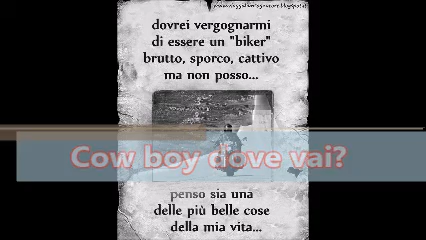 dovrei vergognarmi
di essere un "biker"
brutto, sporco, cattivo
ma non posso...
Cow boy dove vai?
penso sia una
delle più belle cose
della mia vita...